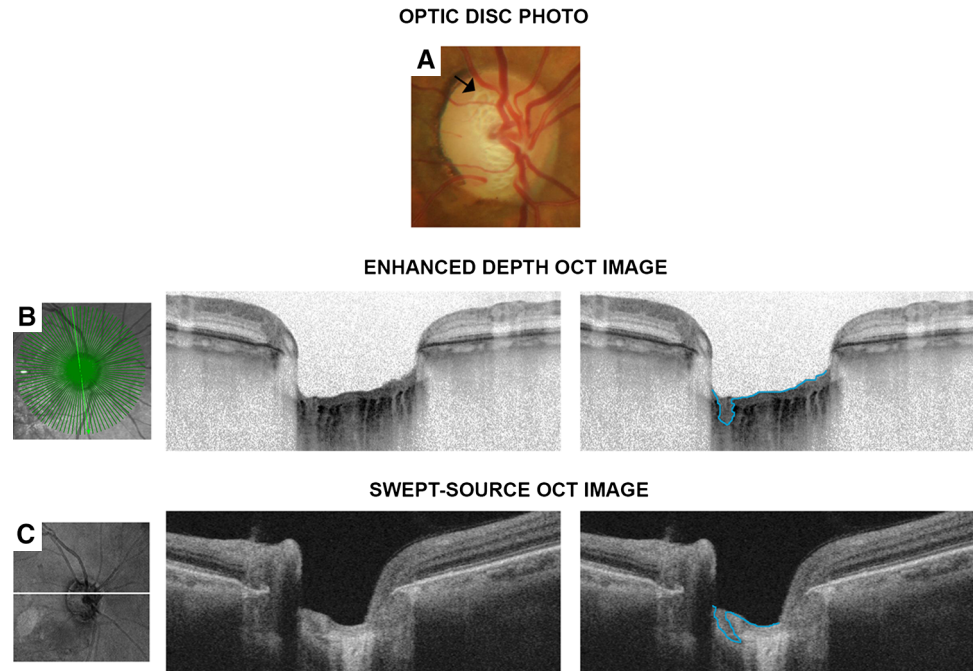 OPTIC DISC PHOTO
A
ENHANCED DEPTH OCT IMAGE
B
SWEPT-SOURCE OCT IMAGE
C